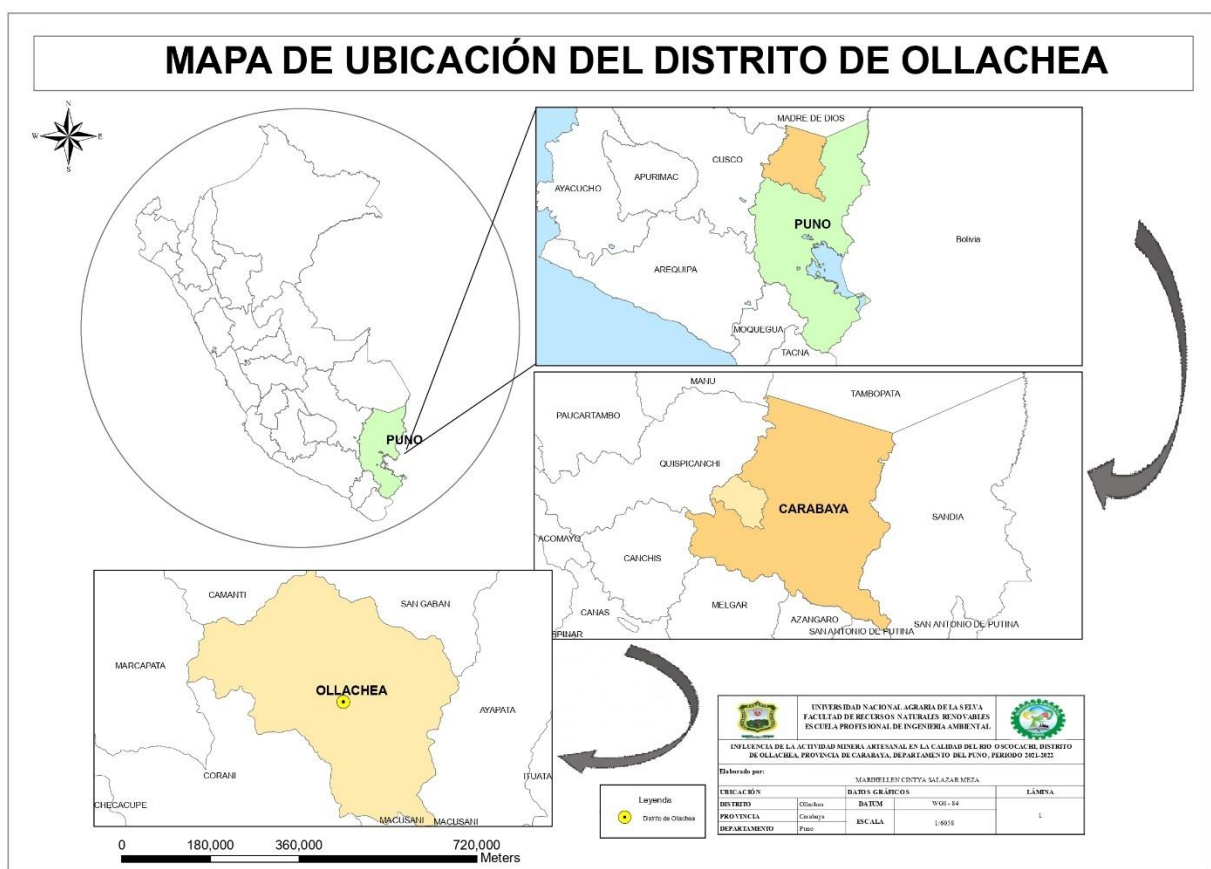 MAPA DE UBICACIÓN DEL DISTRITO DE OLLACHEA
N
W
E
S
PUNO
MADRE DE DIOS
CUSCO
APURIMAC
AYACUCHO
PUNO
Bolivia
AREQUIPA
MOQUEGUA
TACNA
MANU
TAMBOPATA
PAUCARTAMBO
QUISPICANCHI
CARABAYA
SANDIA
ACOMAYO
CANCHIS
CANAS
MELGAR
AZANGARO
SAN ANTONIO DE PUTINA
SAN ANTONIO DE PUTINA
ESPINAR
CAMANTI
SAN GABAN
MARCAPATA
OLLACHEA
AYAPATA
CORANI
ITUATA
CHECACUPE
MACUSANI
MACUSANI
0 180,000 360,000 720,000
Meters
Leyenda
Distrito de Ollachea
UNIVERSIDAD NACIONAL AGRARIA DE LA SELVA
FACULTAD DE RECURSOS NATURALES RENOVABLES
ESCUELA PROFESIONAL DE INGENIERIA AMBIENTAL
INFLUENCIA DE LA ACTIVIDAD MINERA ARTESANAL EN LA CALIDAD DEL RIO OSCOCACHI, DISTRITO
DE OLLACHEA, PROVINCIA DE CARABAYA, DEPARTAMENTO DEL PUNO, PERIODO 2021-2022
Elaborado por:
MARIHELLEN CINTYA SALAZAR MEZA
UBICACIÓN DATOS GRÁFICOS LÁMINA
DISTRITO Ollachea DATUM WGS - 84
PROVINCIA Carabaya ESCALA 1/6058 1
DEPARTAMENTO Puno